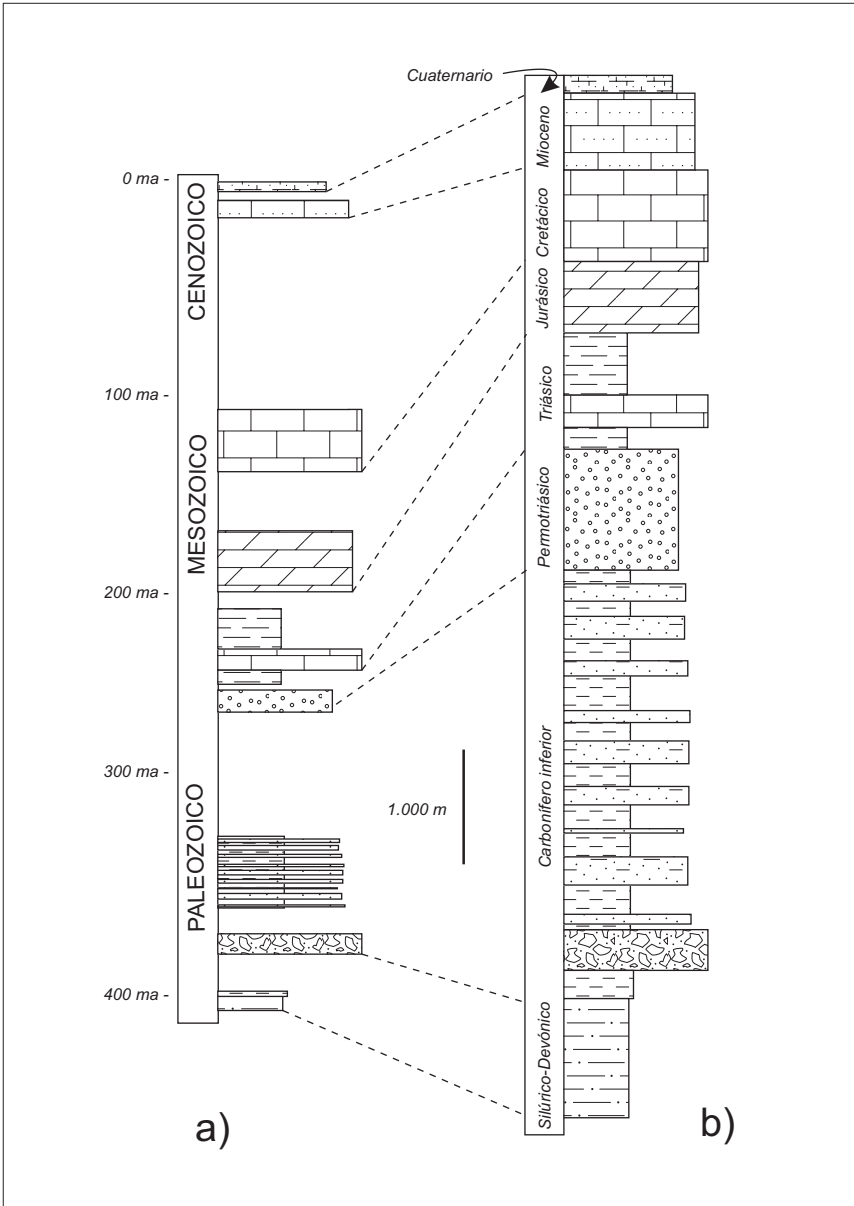 Cuaternario
0 ma -
100 ma -
200 ma -
300 ma -
400 ma -
CENOZOICO
MESOZOICO
PALEOZOICO
1.000 m
Mioceno
Cretácico
Jurásico
Triásico
Permotriásico
Carbonífero inferior
Silúrico-Devónico
a)
b)